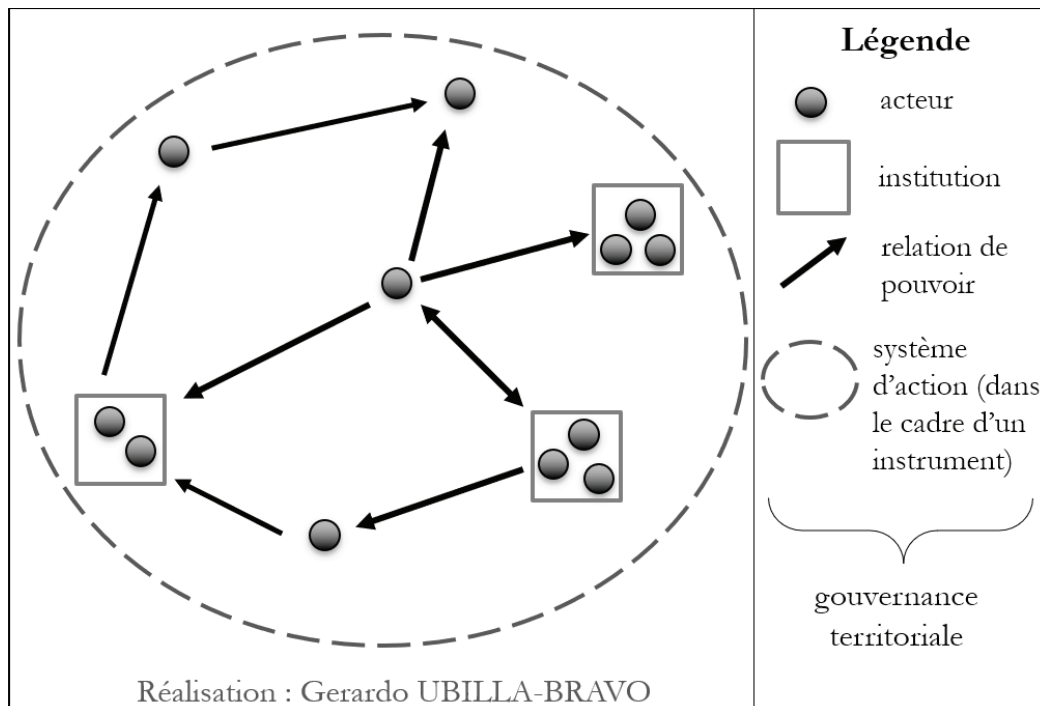 Légende
acteur
institution
relation de
pouvoir
système
d'action (dans
le cadre d'un
instrument)
gouvernance
territoriale
Réalisation : Gerardo UBILLA-BRAVO